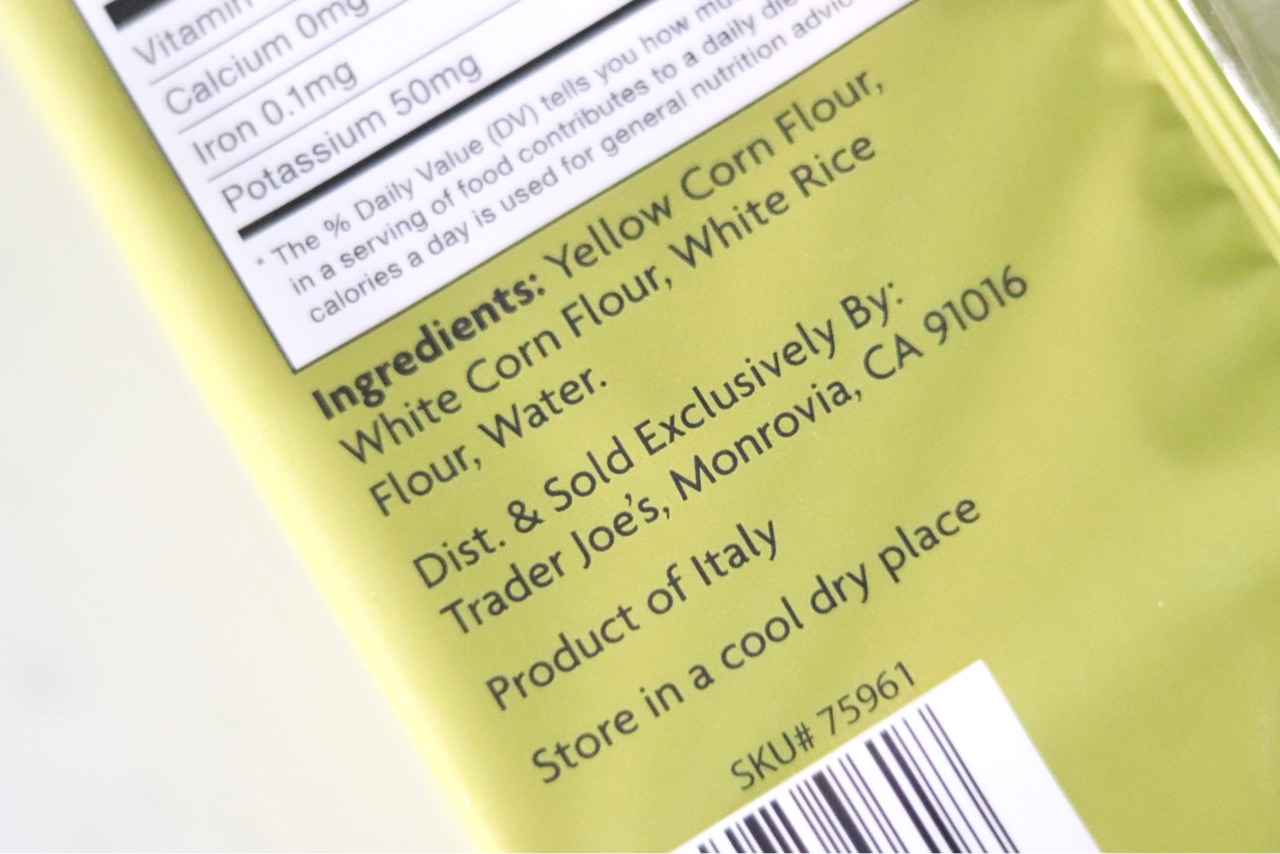 Vitamin
Calcium 0mg
Iron 0.1mg
Potassium 50mg
* The % Daily Value (DV) tells you how
in a serving of food contributes to a daily
calories a day is used for general nutrition
Ingredients: Yellow Corn Flour,
White Corn Flour, White Rice
Flour, Water.
Dist. & Sold Exclusively By:
Trader Joe's, Monrovia, CA 91016
Product of Italy
Store in a cool dry place
SKU# 75961